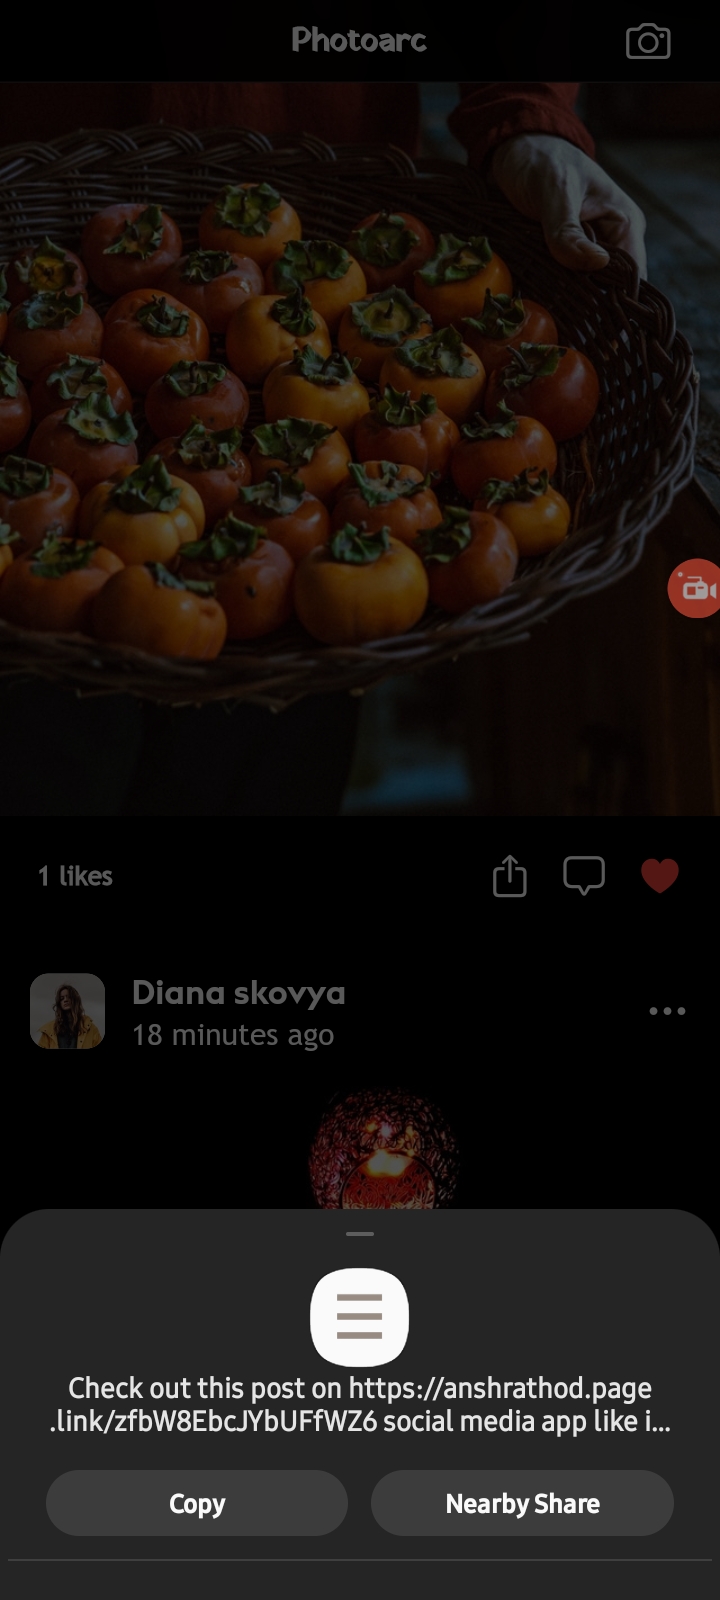 Photoarc
1 likes
Diana skovya
18 minutes ago
Check out this post on https://anshrathod.page
.link/zfbW8EbcJYbUFfWZ6 social media app like i...
Copy
Nearby Share